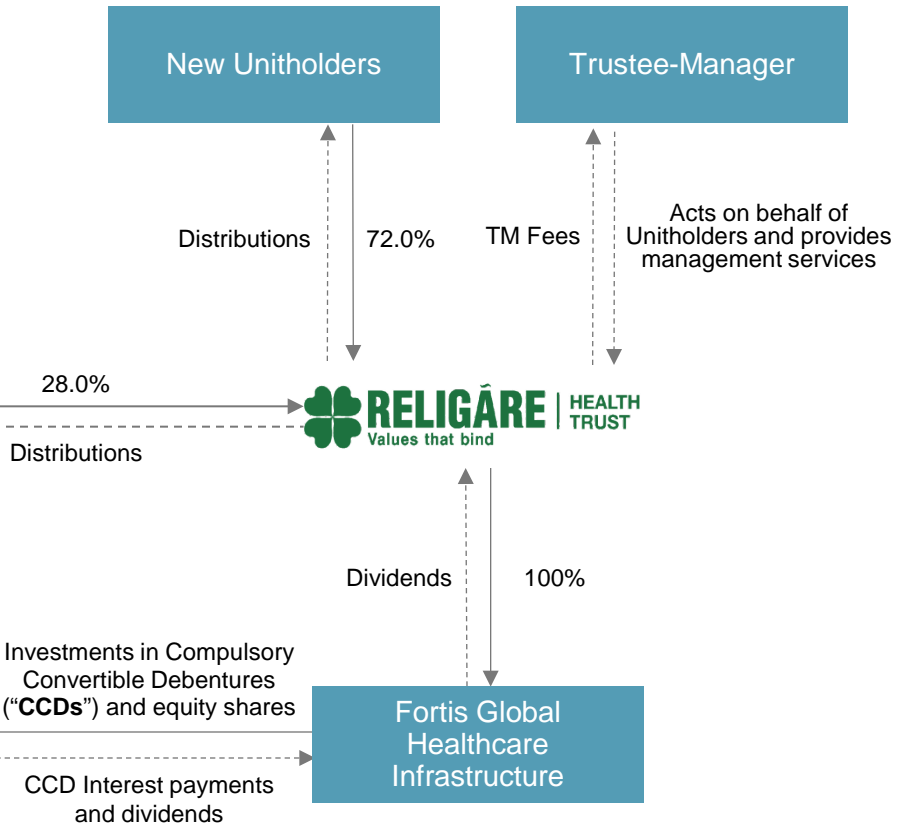 New Unitholders
Trustee-Manager
Distributions
72.0%
TM Fees
Acts on behalf of
Unitholders and provides
management services
28.0%
Distributions
RELIGÃRE
Values that bind
HEALTH
TRUST
Dividends
100%
Investments in Compulsory
Convertible Debentures
(“CCDs”) and equity shares
Fortis Global
Healthcare
Infrastructure
CCD Interest payments
and dividends